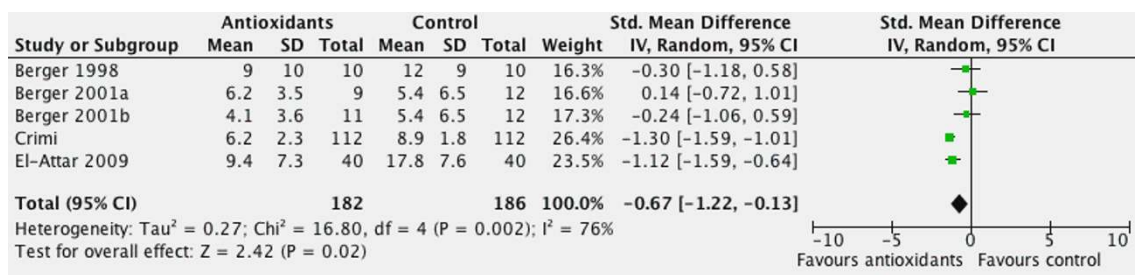 Antioxidants Control Std. Mean Difference Std. Mean Difference
Study or Subgroup Mean SD Total Mean SD Total Weight IV, Random, 95% CI IV, Random, 95% CI
Berger 1998 9 10 10 12 9 10 16.3% −0.30 [−1.18, 0.58]
Berger 2001a 6.2 3.5 9 5.4 6.5 12 16.6% 0.14 [−0.72, 1.01]
Berger 2001b 4.1 3.6 11 5.4 6.5 12 17.3% −0.24 [−1.06, 0.59]
Crimi 6.2 2.3 112 8.9 1.8 112 26.4% −1.30 [−1.59, −1.01]
El-Attar 2009 9.4 7.3 40 17.8 7.6 40 23.5% −1.12 [−1.59, −0.64]
Total (95% CI) 182 186 100.0% −0.67 [−1.22, −0.13]
Heterogeneity: Tau² = 0.27; Chi² = 16.80, df = 4 (P = 0.002); I² = 76%
Test for overall effect: Z = 2.42 (P = 0.02)
−10 −5 0 5 10
Favours antioxidants Favours control